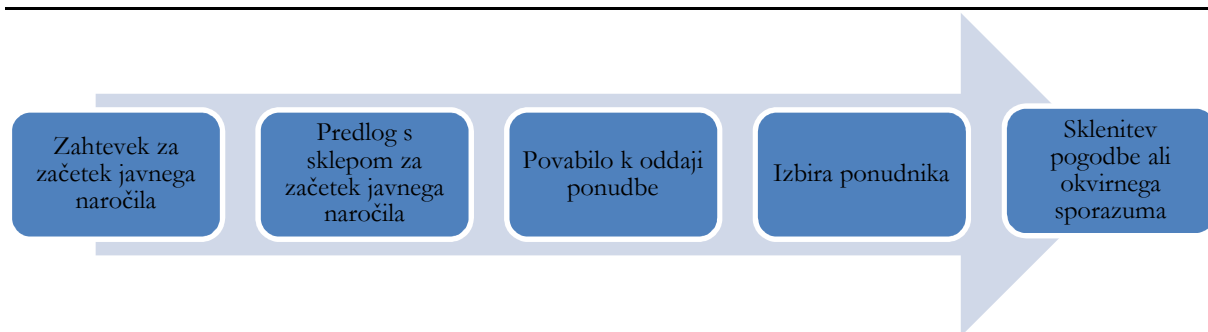 Zahtevek za
začetek javnega
naročila
Predlog s
sklepom za
začetek javnega
naročila
Povabilo k oddaji
ponudbe
Izbira ponudnika
Sklenitev
pogodbe ali
okvirnega
sporazuma